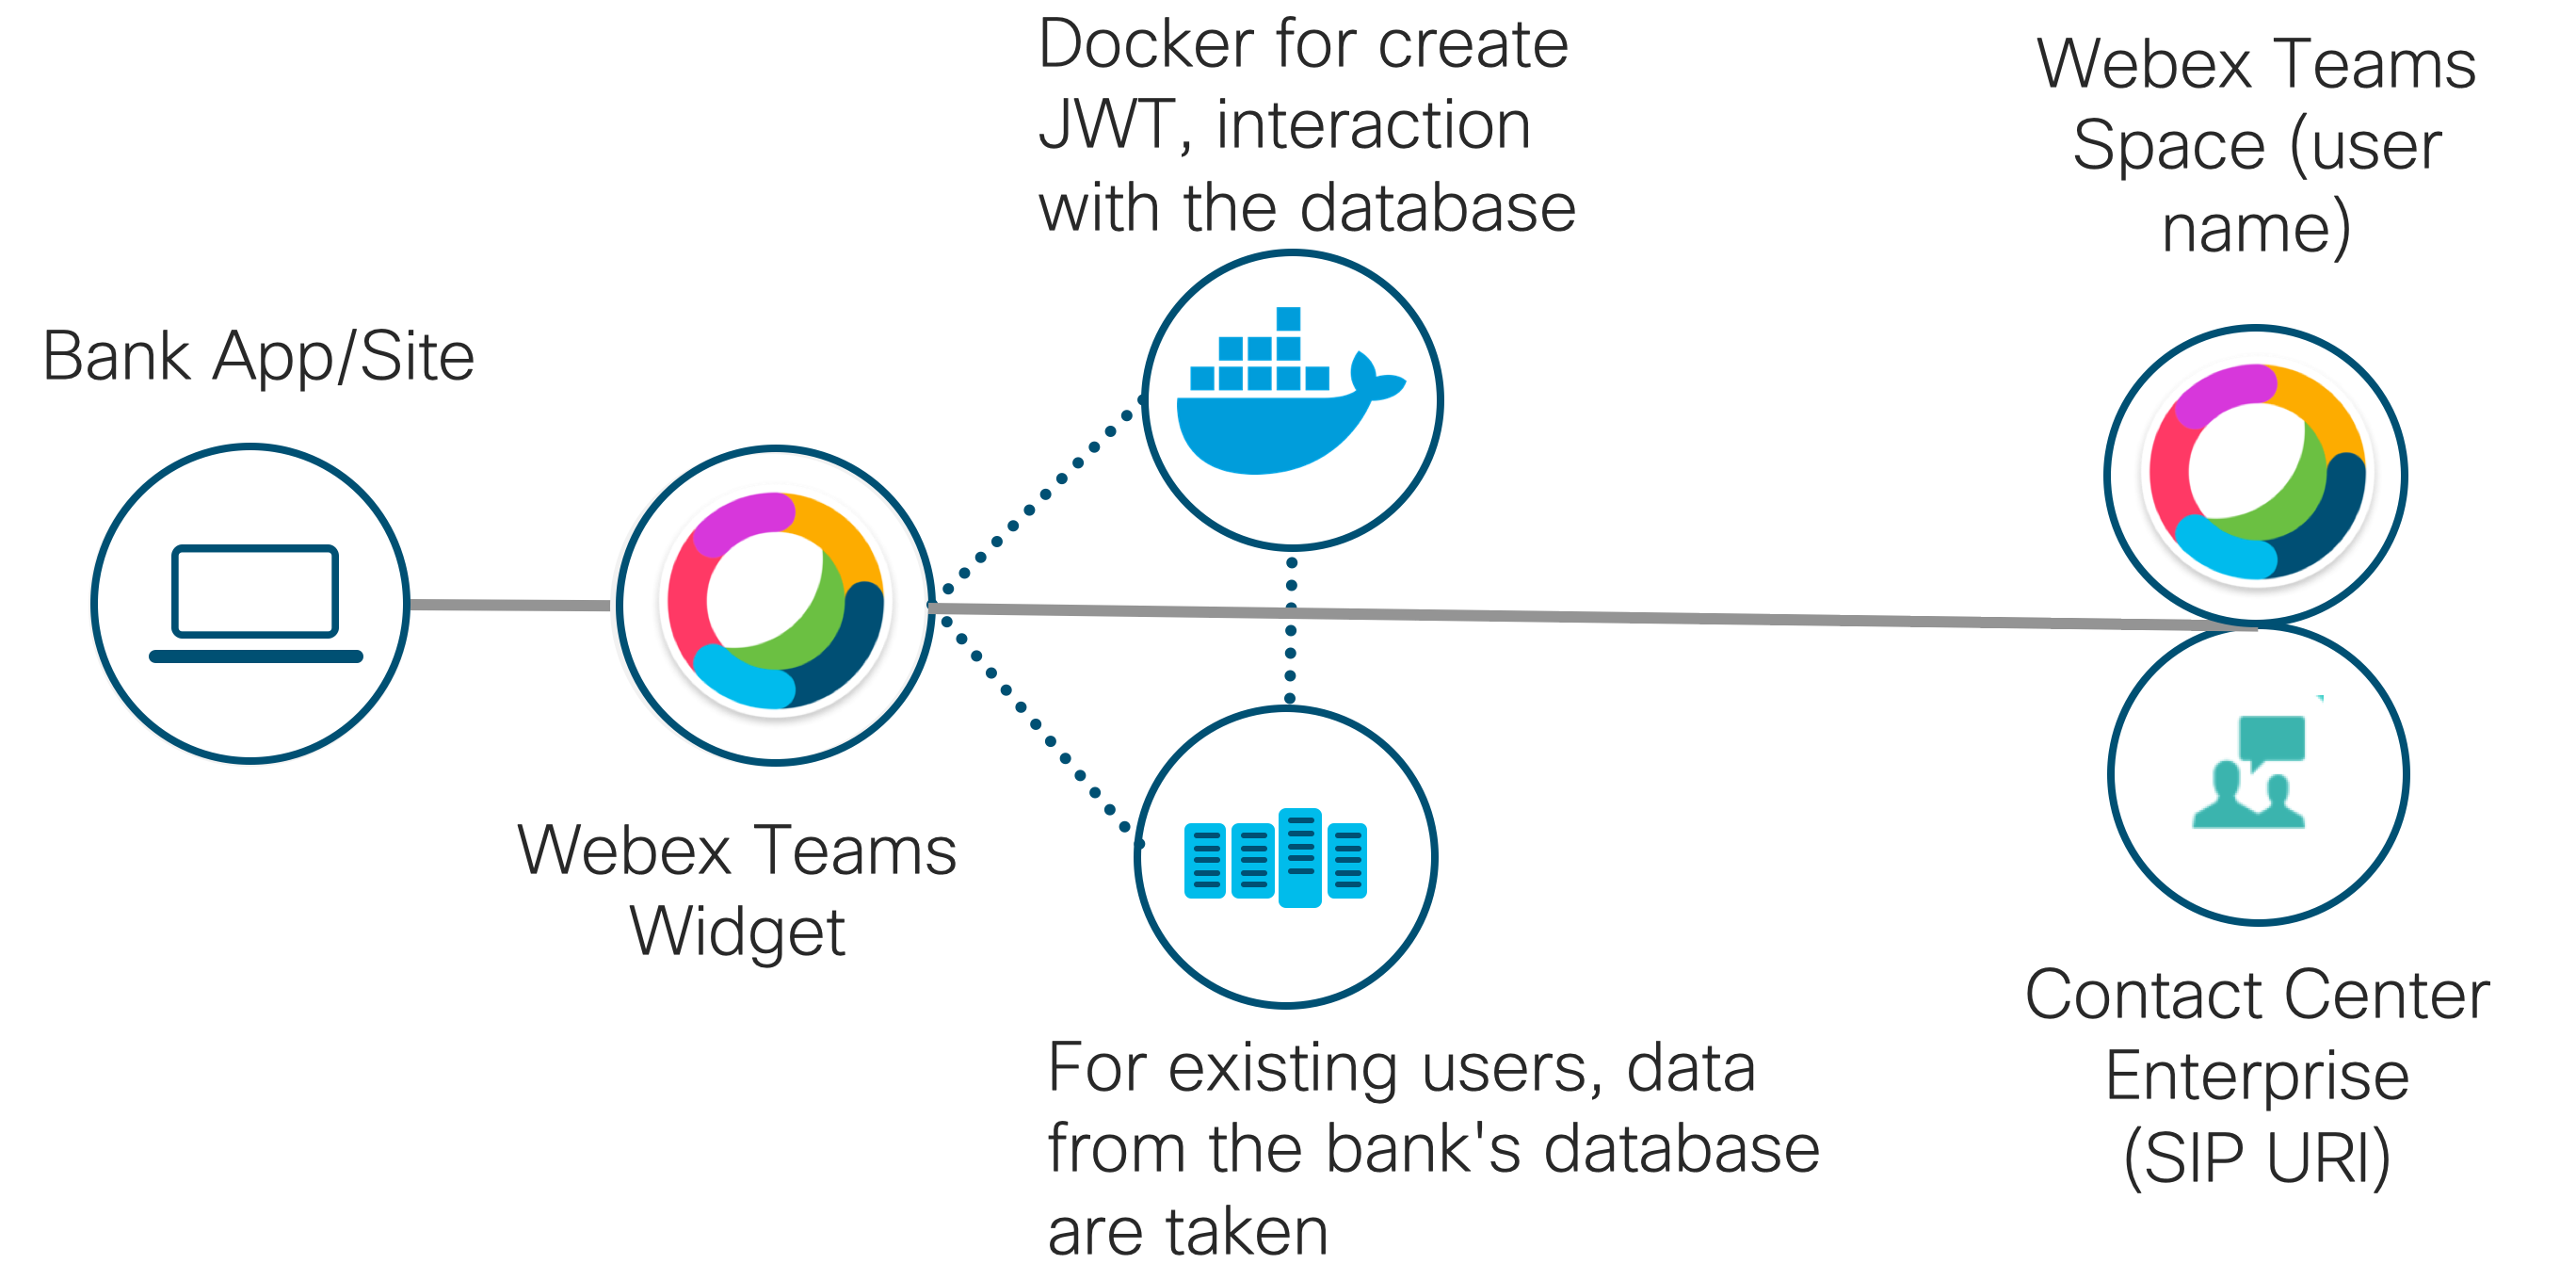 Bank App/Site
Webex Teams
Widget
Docker for create
JWT, interaction
with the database
For existing users, data
from the bank's database
are taken
Webex Teams
Space (user
name)
Contact Center
Enterprise
(SIP URI)